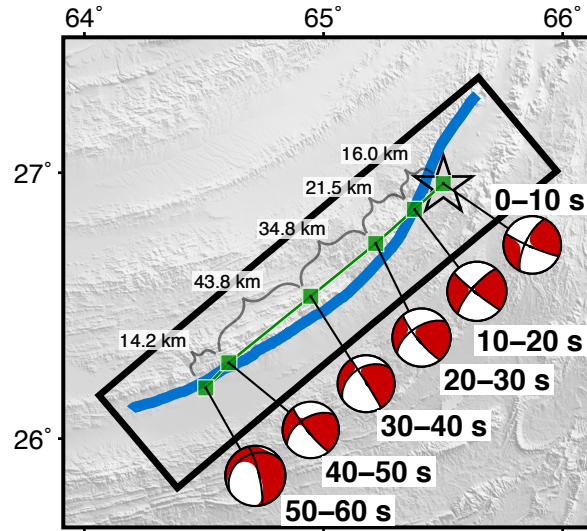 64° 65° 66°
27°
26°
16.0 km
21.5 km
34.8 km
43.8 km
14.2 km
0–10 s
10–20 s
20–30 s
30–40 s
40–50 s
50–60 s